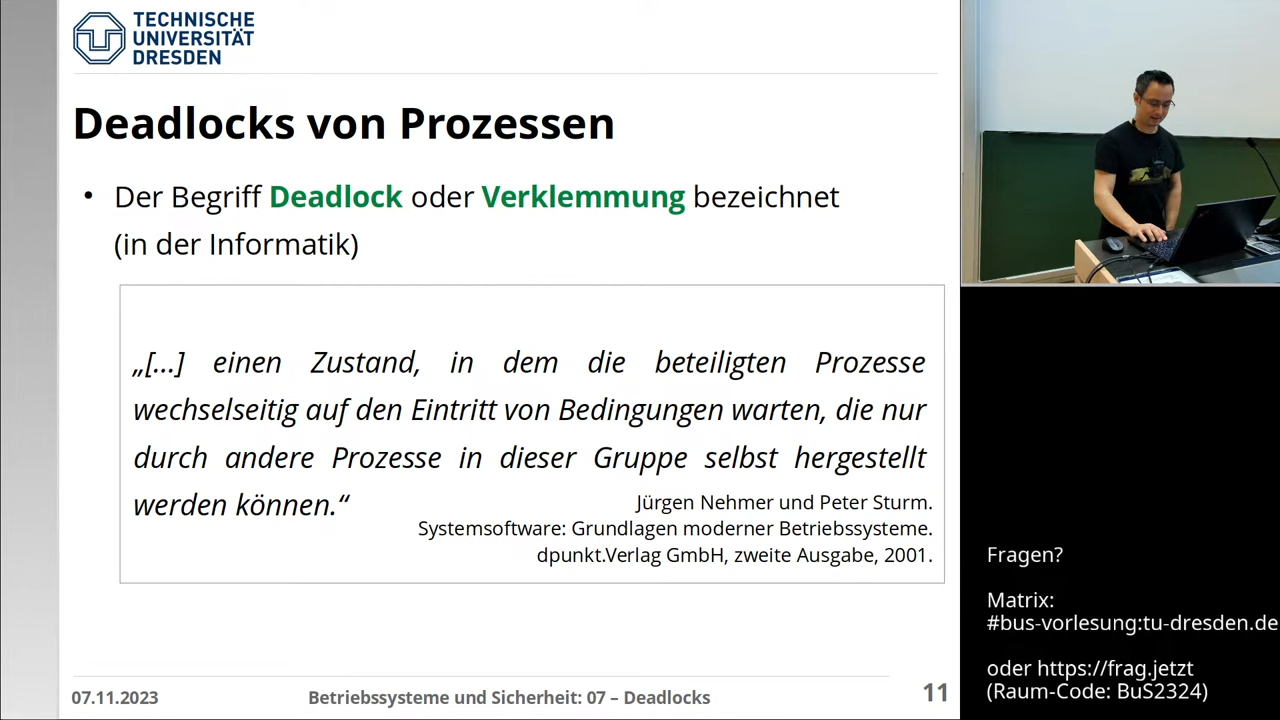 TECHNISCHE
UNIVERSITÄT
DRESDEN
Deadlocks von Prozessen
• Der Begriff Deadlock oder Verklemmung bezeichnet
(in der Informatik)
„[…] einen Zustand, in dem die beteiligten Prozesse
wechselseitig auf den Eintritt von Bedingungen warten, die nur
durch andere Prozesse in dieser Gruppe selbst hergestellt
werden können.“
Jürgen Nehmer und Peter Sturm.
Systemsoftware: Grundlagen moderner Betriebssysteme.
dpunkt.Verlag GmbH, zweite Ausgabe, 2001.
07.11.2023
Betriebssysteme und Sicherheit: 07 – Deadlocks
11
Fragen?
Matrix:
#bus-vorlesung:tu-dresden.de
oder https://frag.jetzt
(Raum-Code: BuS2324)